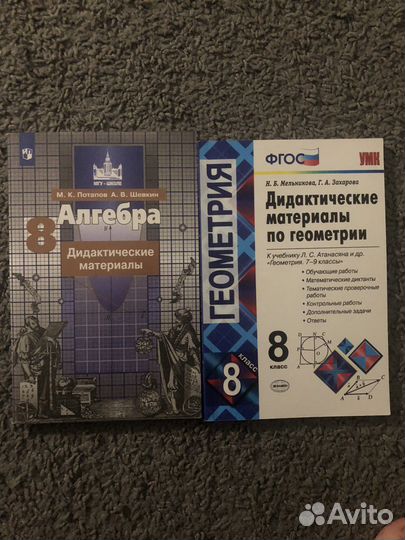 МГУ - ШКОЛЕ
М. К. Потапов А. В. Шевкин
Алгебра
8
Дидактические
материалы
ФГОС
УМК
Н. Б. Мельникова, Г. А. Захарова
Дидактические
материалы
по геометрии
К учебнику Л. С. Атанасяна и др.
«Геометрия. 7–9 классы»
• Обучающие работы
• Математические диктанты
• Тематические проверочные
работы
• Контрольные работы
• Дополнительные задачи
• Ответы
ГЕОМЕТРИЯ
8 класс
8
класс
ЭКЗАМЕН
D N C
M
O
A B
B C
A D E
Avito